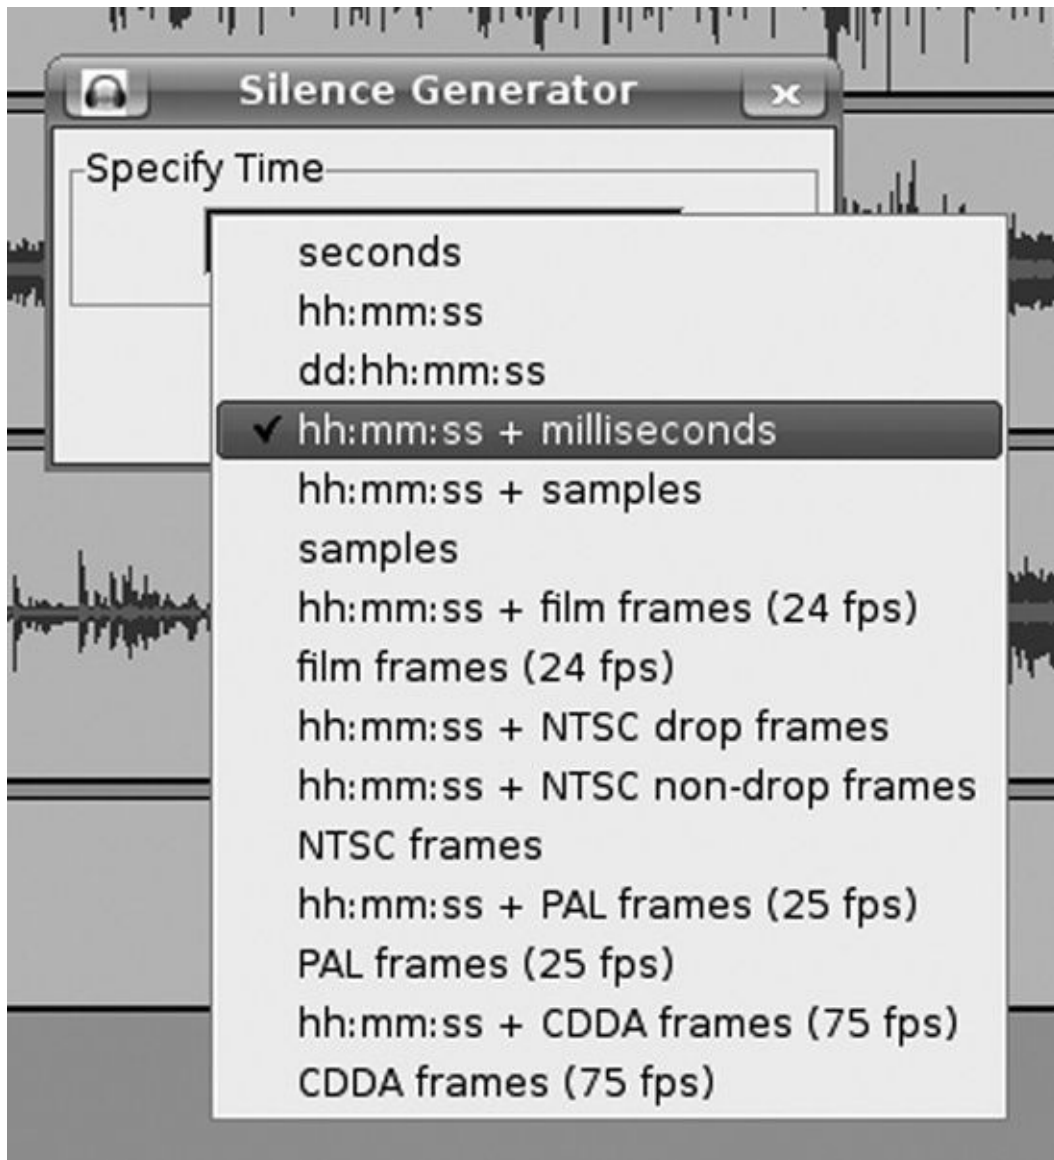 Silence Generator
Specify Time
seconds
hh:mm:ss
dd:hh:mm:ss
hh:mm:ss + milliseconds
hh:mm:ss + samples
samples
hh:mm:ss + film frames (24 fps)
film frames (24 fps)
hh:mm:ss + NTSC drop frames
hh:mm:ss + NTSC non-drop frames
NTSC frames
hh:mm:ss + PAL frames (25 fps)
PAL frames (25 fps)
hh:mm:ss + CDDA frames (75 fps)
CDDA frames (75 fps)